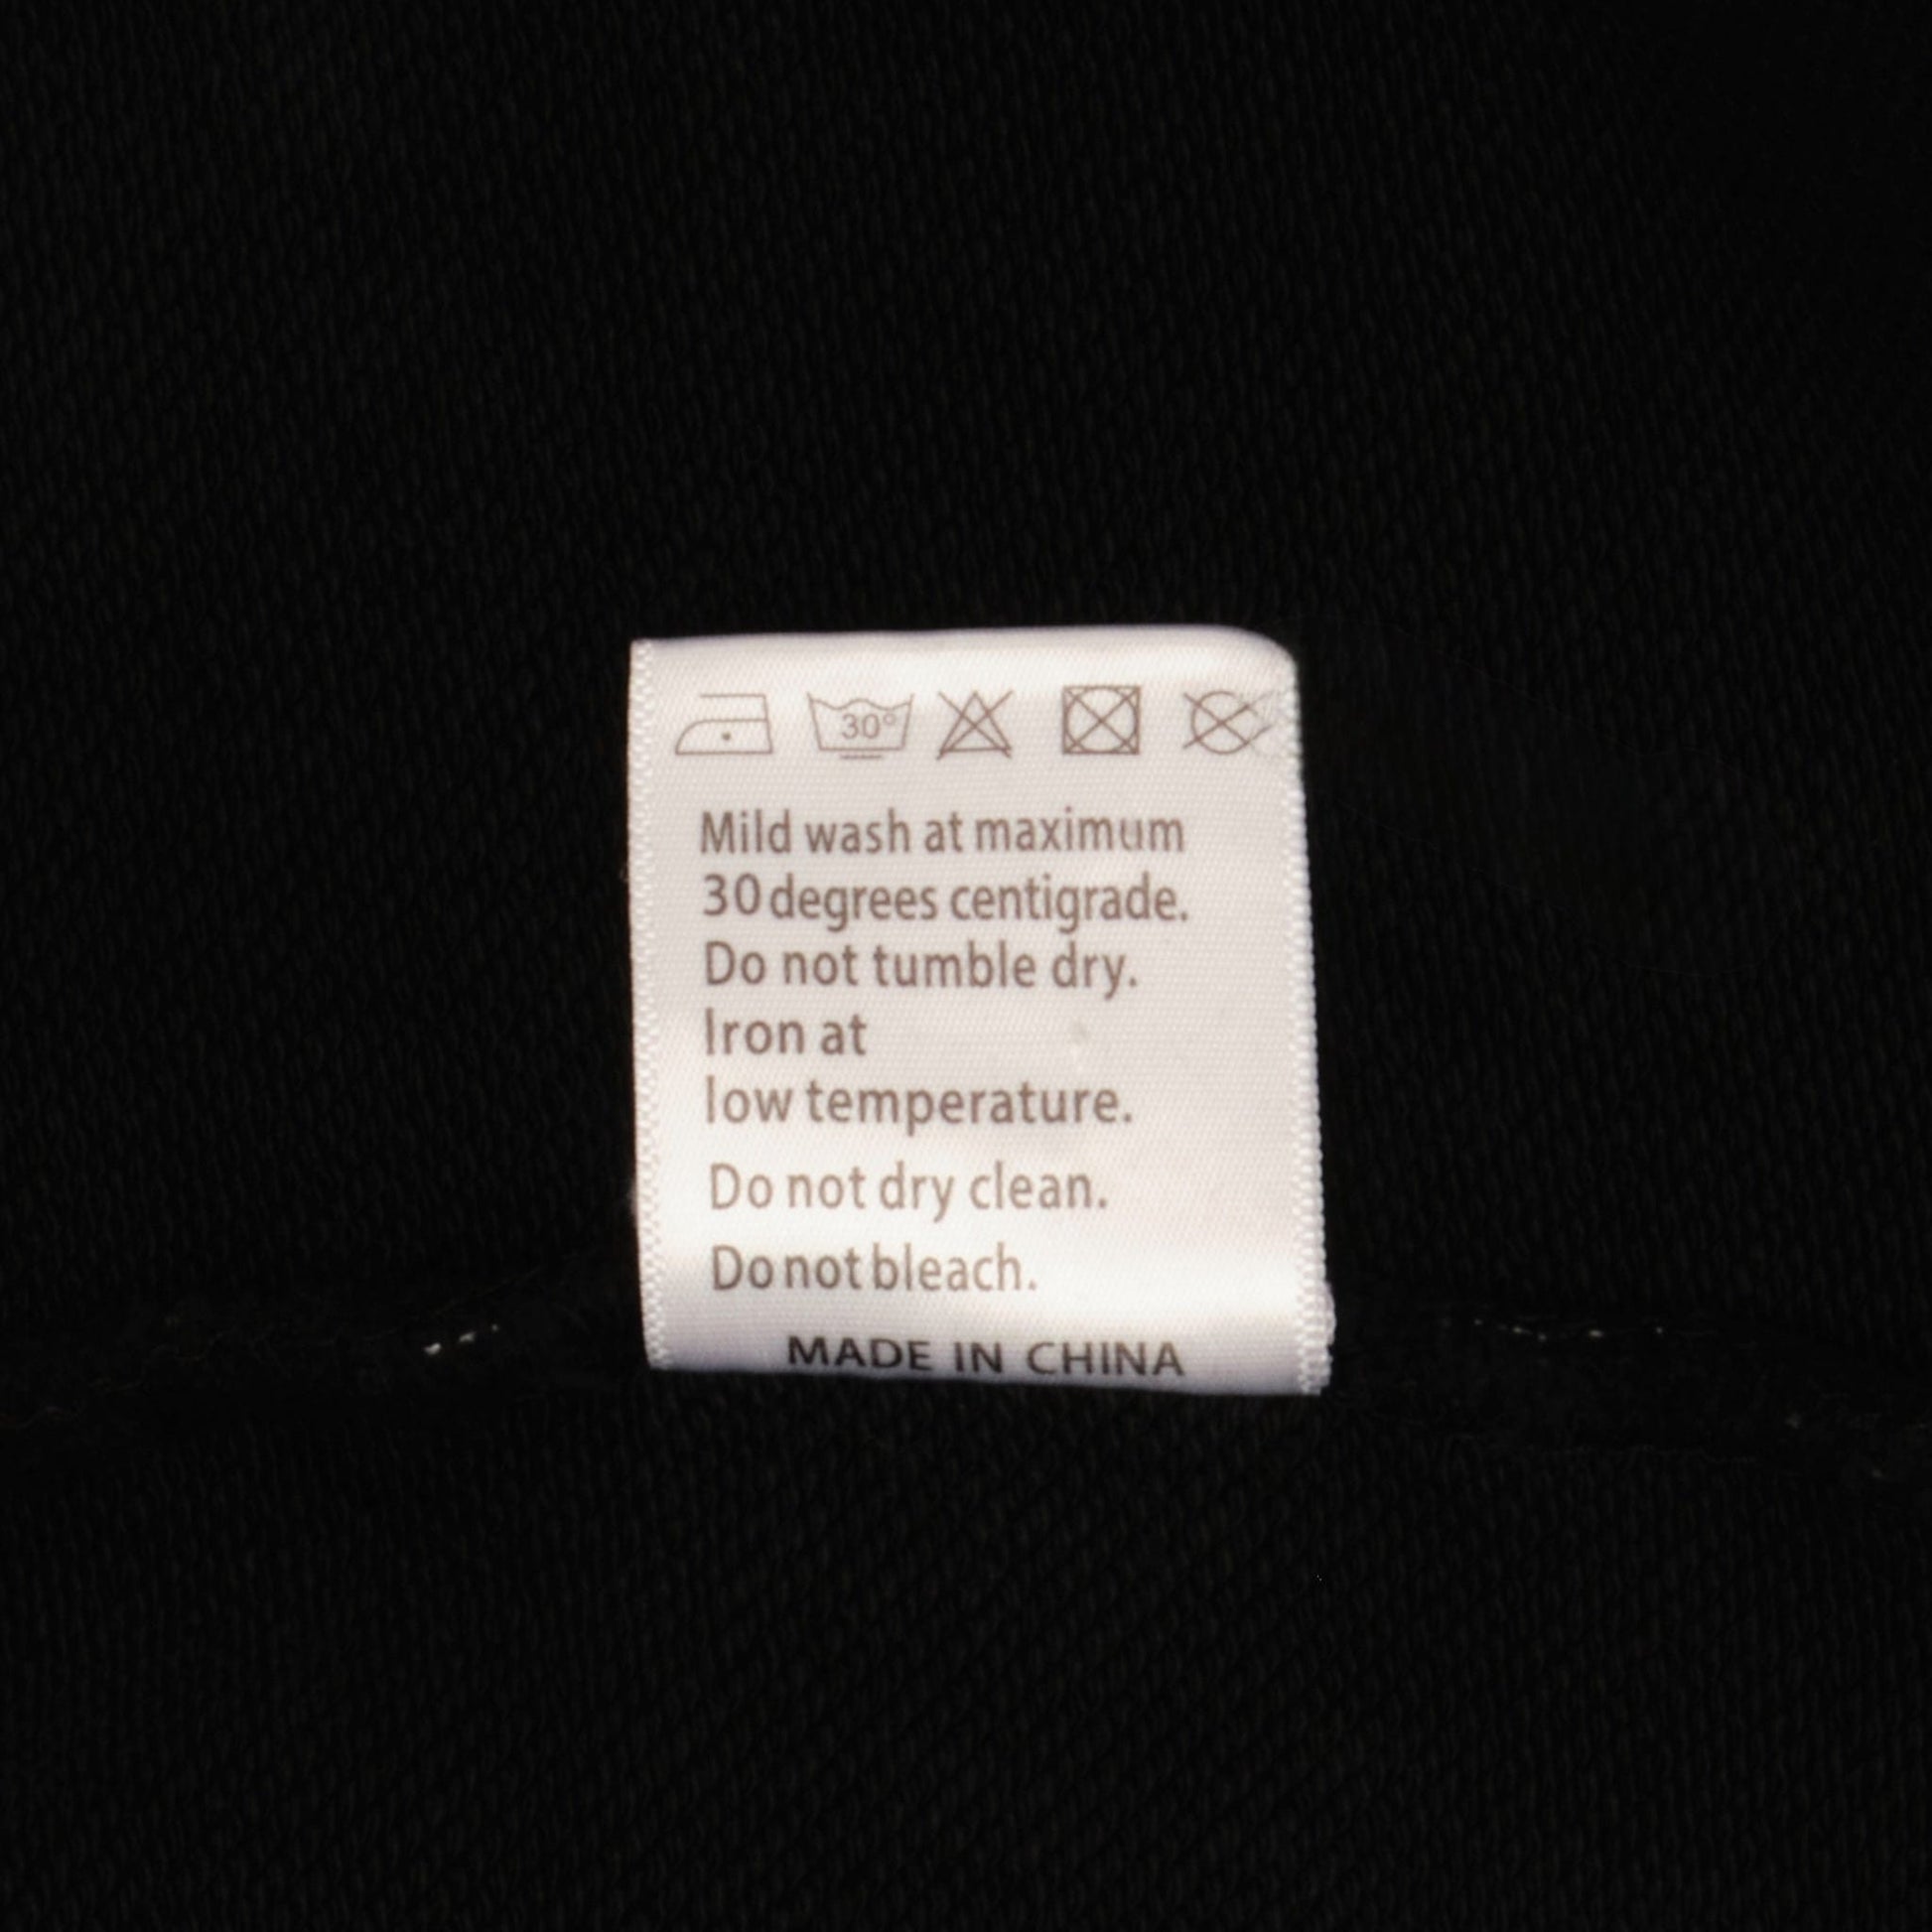 30°
Mild wash at maximum
30 degrees centigrade.
Do not tumble dry.
Iron at
low temperature.
Do not dry clean.
Do not bleach.
MADE IN CHINA